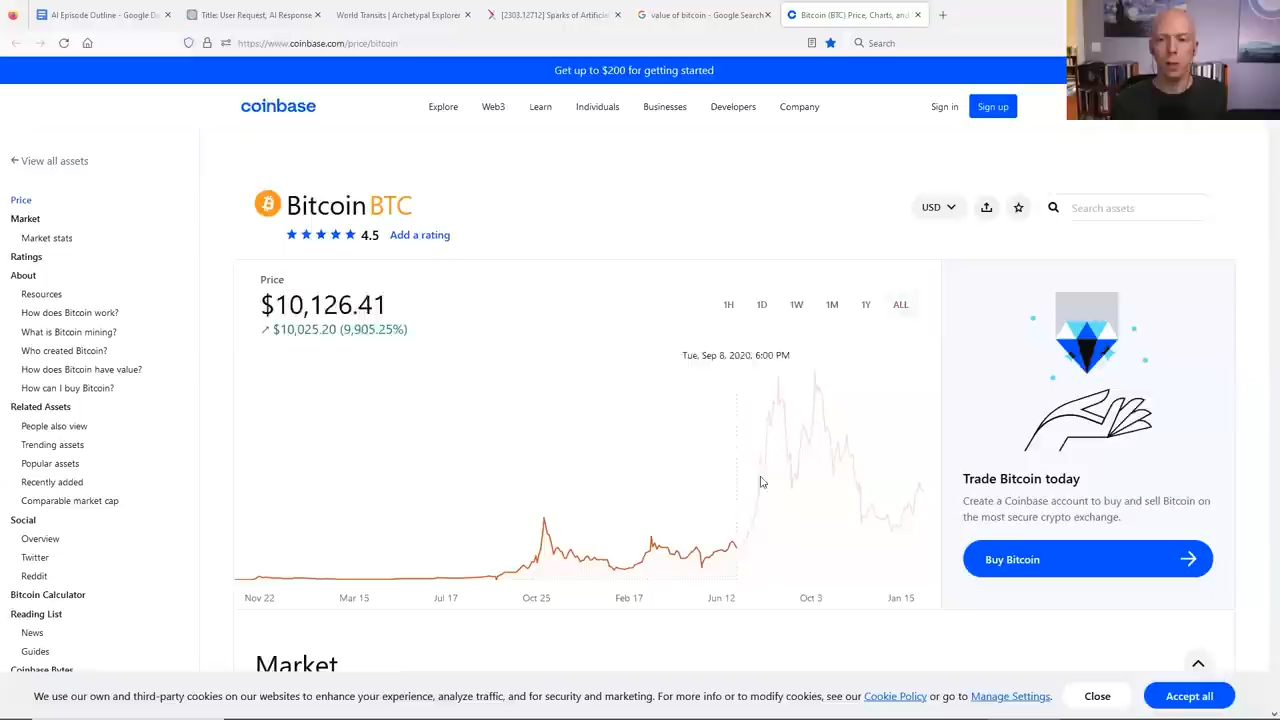 AI Episode Outline - Google D
Title: User Request, AI Response
World Transits | Archetypal Explorer
[2303.12712] Sparks of Artificial
value of bitcoin - Google Search
Bitcoin (BTC) Price, Charts, and
https://www.coinbase.com/price/bitcoin
Search
Get up to $200 for getting started
coinbase
Explore
Web3
Learn
Individuals
Businesses
Developers
Company
Sign in
Sign up
View all assets
Price
Market
Market stats
Ratings
About
Resources
How does Bitcoin work?
What is Bitcoin mining?
Who created Bitcoin?
How does Bitcoin have value?
How can I buy Bitcoin?
Related Assets
People also view
Trending assets
Popular assets
Recently added
Comparable market cap
Social
Overview
Twitter
Reddit
Bitcoin Calculator
Reading List
News
Guides
Coinbase Bytes
Bitcoin BTC
4.5 Add a rating
USD
Search assets
Price
$10,126.41
↗ $10,025.20 (9,905.25%)
1H
1D
1W
1M
1Y
ALL
Tue, Sep 8, 2020, 6:00 PM
Nov 22
Mar 15
Jul 17
Oct 25
Feb 17
Jun 12
Oct 3
Jan 15
Trade Bitcoin today
Create a Coinbase account to buy and sell Bitcoin on
the most secure crypto exchange.
Buy Bitcoin
Market
We use our own and third-party cookies on our websites to enhance your experience, analyze traffic, and for security and marketing. For more info or to modify cookies, see our Cookie Policy or go to Manage Settings.
Close
Accept all